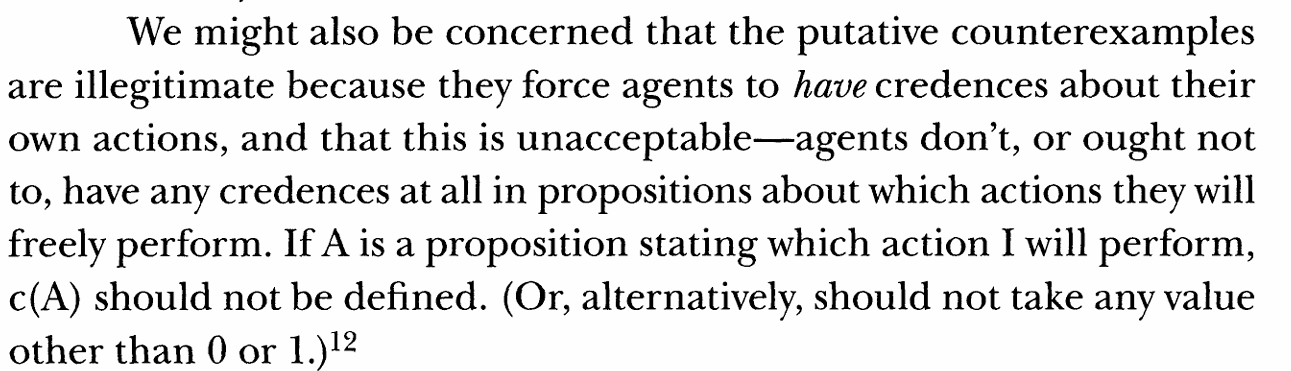 We might also be concerned that the putative counterexamples
are illegitimate because they force agents to have credences about their
own actions, and that this is unacceptable—agents don't, or ought not
to, have any credences at all in propositions about which actions they will
freely perform. If A is a proposition stating which action I will perform,
c(A) should not be defined. (Or, alternatively, should not take any value
other than 0 or 1.)12